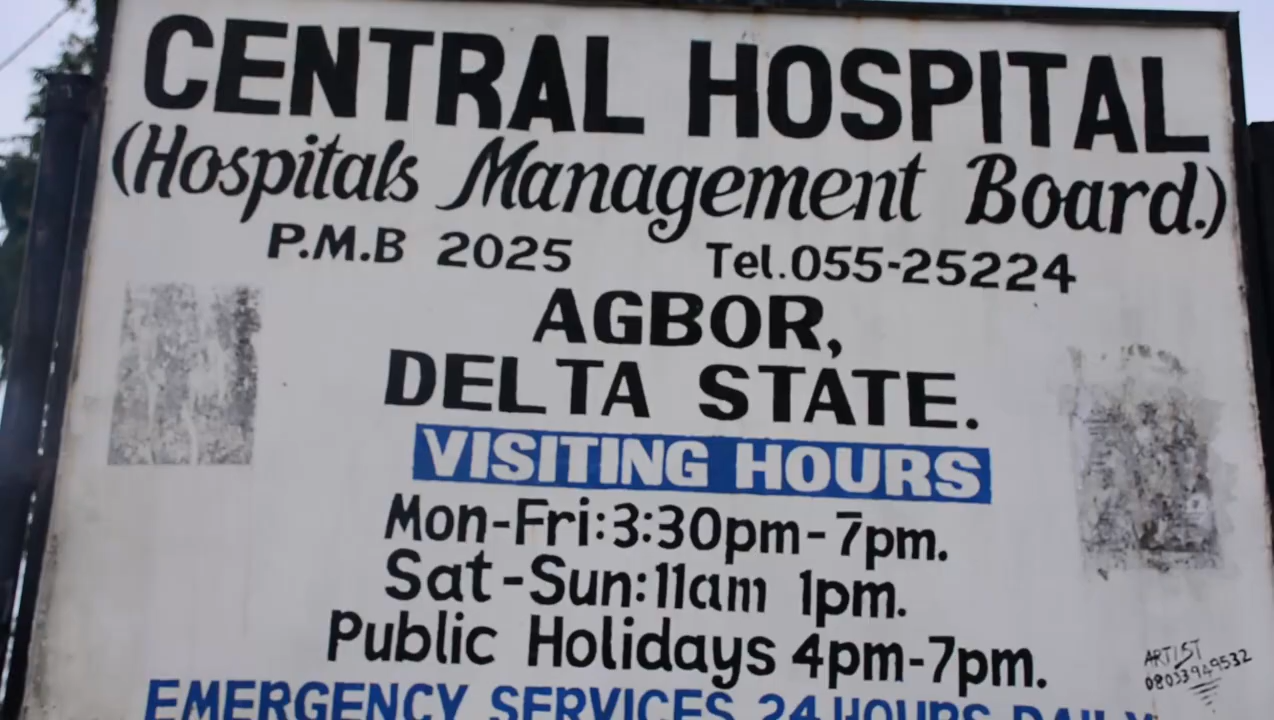 CENTRAL HOSPITAL
(Hospitals Management Board.)
P.M.B 2025 Tel.055-25224
AGBOR,
DELTA STATE.
VISITING HOURS
Mon-Fri:3:30pm-7pm.
Sat-Sun:11am 1pm.
Public Holidays 4pm-7pm.
ARTIST
08033949532
EMERGENCY SERVICES 24 HOURS DAILY